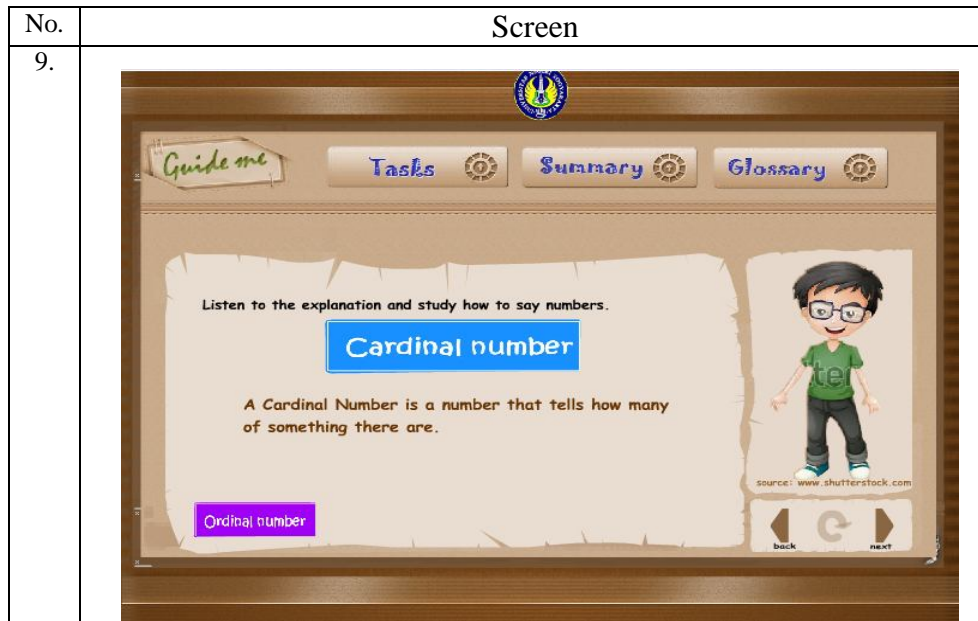 No. Screen
9.
Guide me Tasks Summary Glossary
Listen to the explanation and study how to say numbers.
Cardinal number
A Cardinal Number is a number that tells how many
of something there are.
source: www.shutterstock.com
Ordinal number
back next